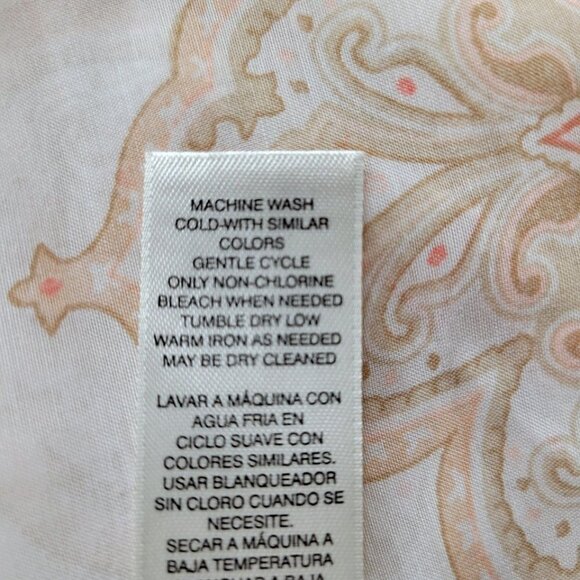 MACHINE WASH
COLD-WITH SIMILAR
COLORS
GENTLE CYCLE
ONLY NON-CHLORINE
BLEACH WHEN NEEDED
TUMBLE DRY LOW
WARM IRON AS NEEDED
MAY BE DRY CLEANED
LAVAR A MÁQUINA CON
AGUA FRIA EN
CICLO SUAVE CON
COLORES SIMILARES.
USAR BLANQUEADOR
SIN CLORO CUANDO SE
NECESITE.
SECAR A MÁQUINA A
BAJA TEMPERATURA
A BAJA